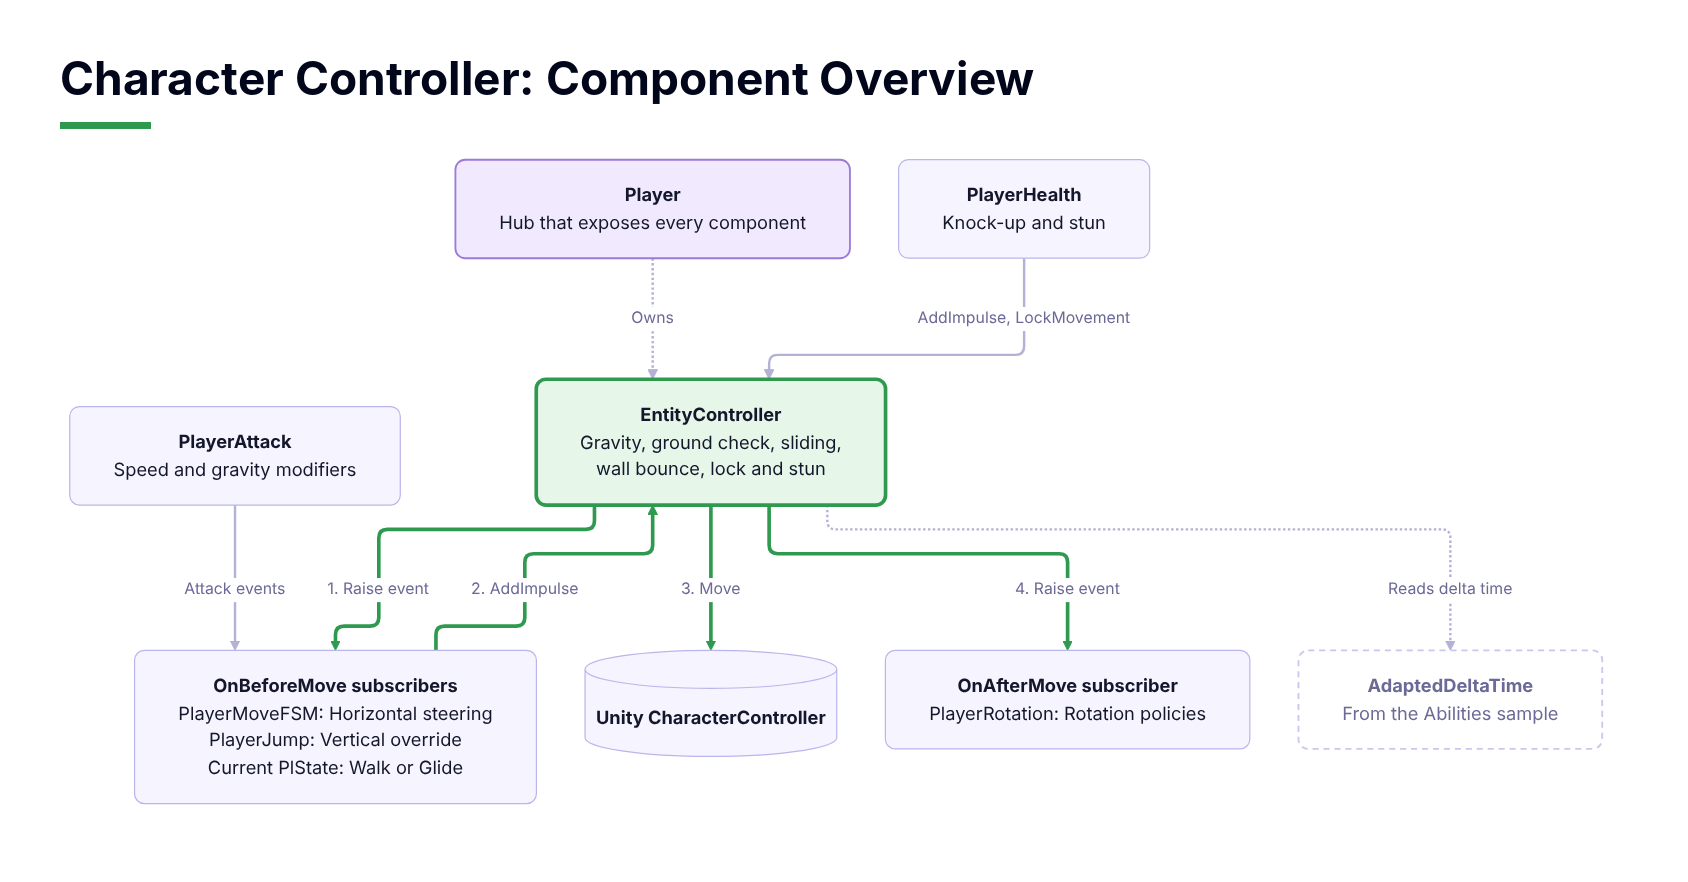 Character Controller: Component Overview
Player
Hub that exposes every component
PlayerHealth
Knock-up and stun
Owns
AddImpulse, LockMovement
EntityController
Gravity, ground check, sliding,
wall bounce, lock and stun
PlayerAttack
Speed and gravity modifiers
Attack events
1. Raise event
2. AddImpulse
3. Move
4. Raise event
Reads delta time
OnBeforeMove subscribers
PlayerMoveFSM: Horizontal steering
PlayerJump: Vertical override
Current PlState: Walk or Glide
Unity CharacterController
OnAfterMove subscriber
PlayerRotation: Rotation policies
AdaptedDeltaTime
From the Abilities sample